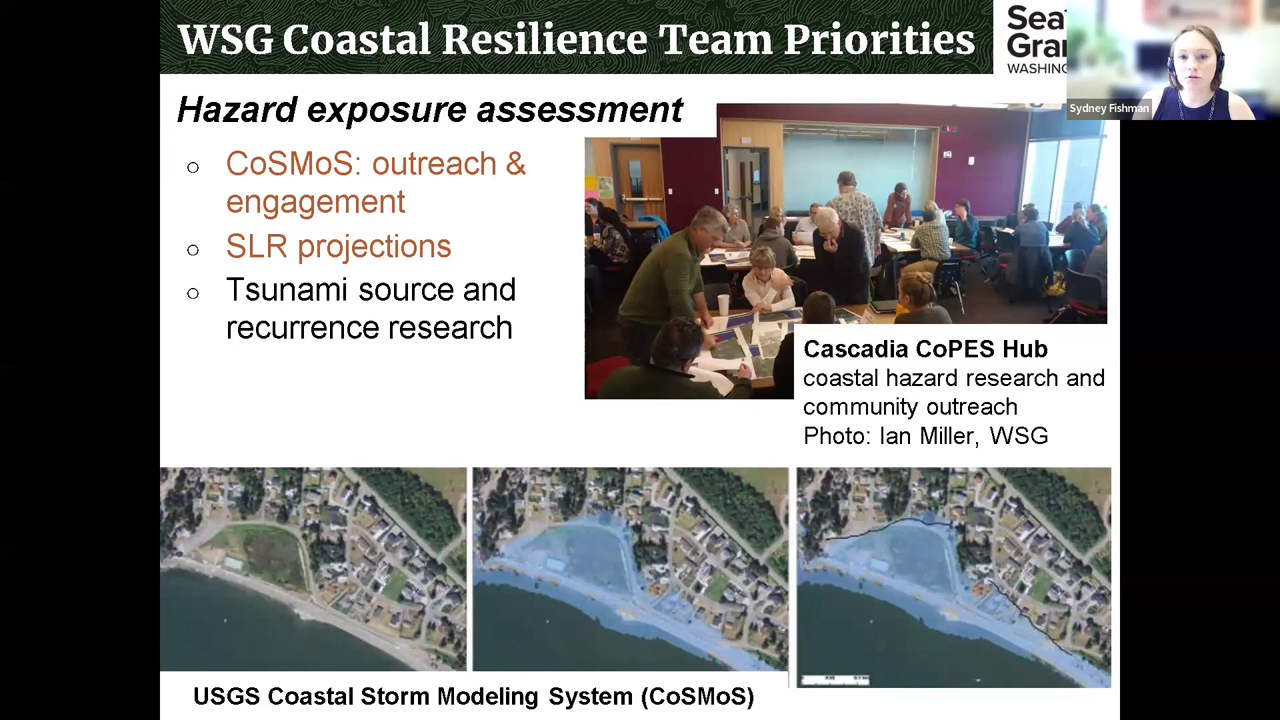 WSG Coastal Resilience Team Priorities
Sea
Gra
WASHING
Sydney Fishman
Hazard exposure assessment
CoSMoS: outreach &
engagement
SLR projections
Tsunami source and
recurrence research
Cascadia CoPES Hub
coastal hazard research and
community outreach
Photo: Ian Miller, WSG
USGS Coastal Storm Modeling System (CoSMoS)